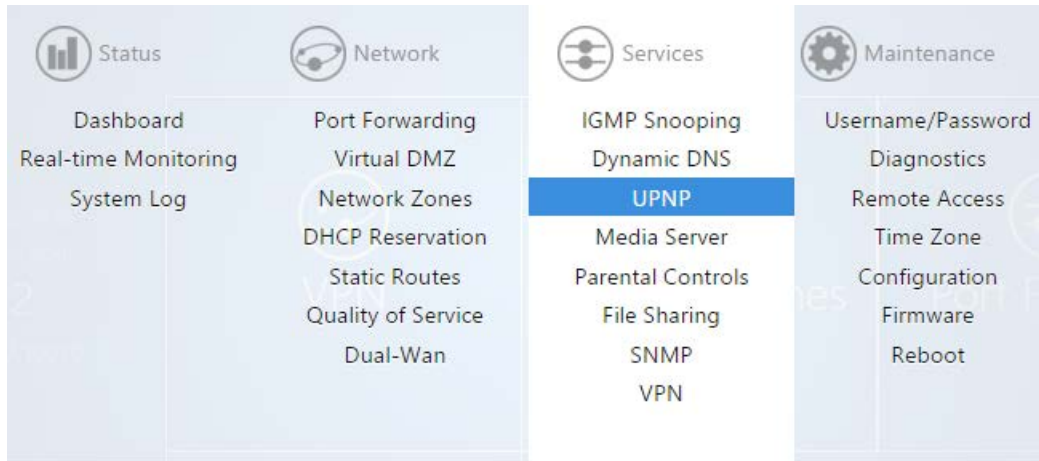 Status
Dashboard
Real-time Monitoring
System Log
Network
Port Forwarding
Virtual DMZ
Network Zones
DHCP Reservation
Static Routes
Quality of Service
Dual-Wan
Services
IGMP Snooping
Dynamic DNS
UPNP
Media Server
Parental Controls
File Sharing
SNMP
VPN
Maintenance
Username/Password
Diagnostics
Remote Access
Time Zone
Configuration
Firmware
Reboot
VPN